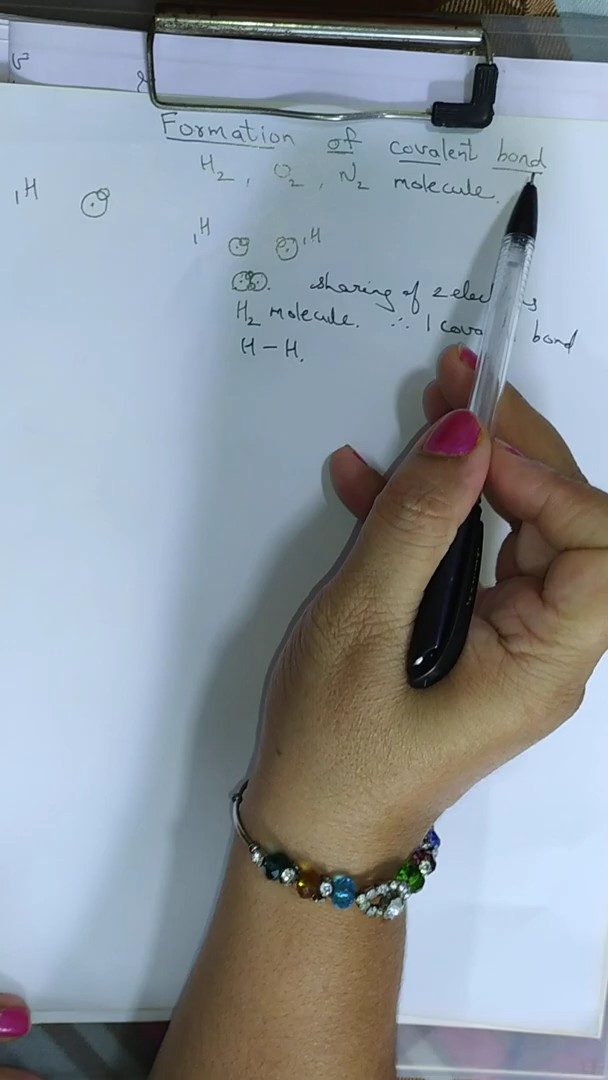 Formation of covalent bond
H2, O2, N2 molecule.
1H
1H 1H
sharing of 2 elec s
H2 molecule. ∴ 1 cova bond
H – H.